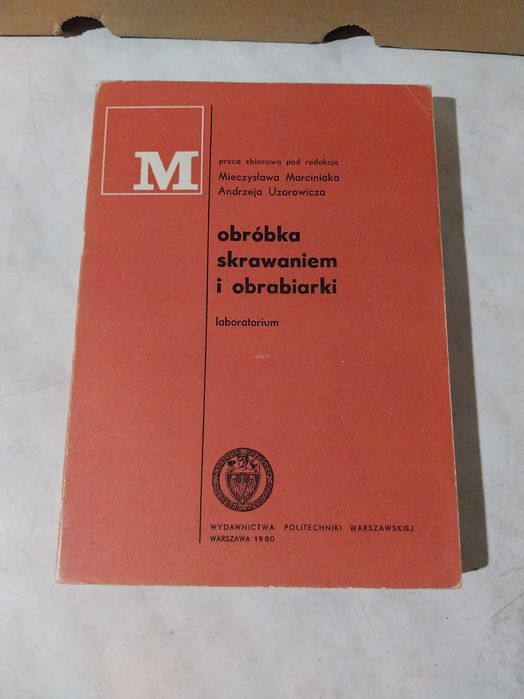 M
praca zbiorowa pod redakcją
Mieczysława Marciniaka
Andrzeja Uzarowicza
obróbka
skrawaniem
i obrabiarki
laboratorium
WYDAWNICTWA POLITECHNIKI WARSZAWSKIEJ
WARSZAWA 1980